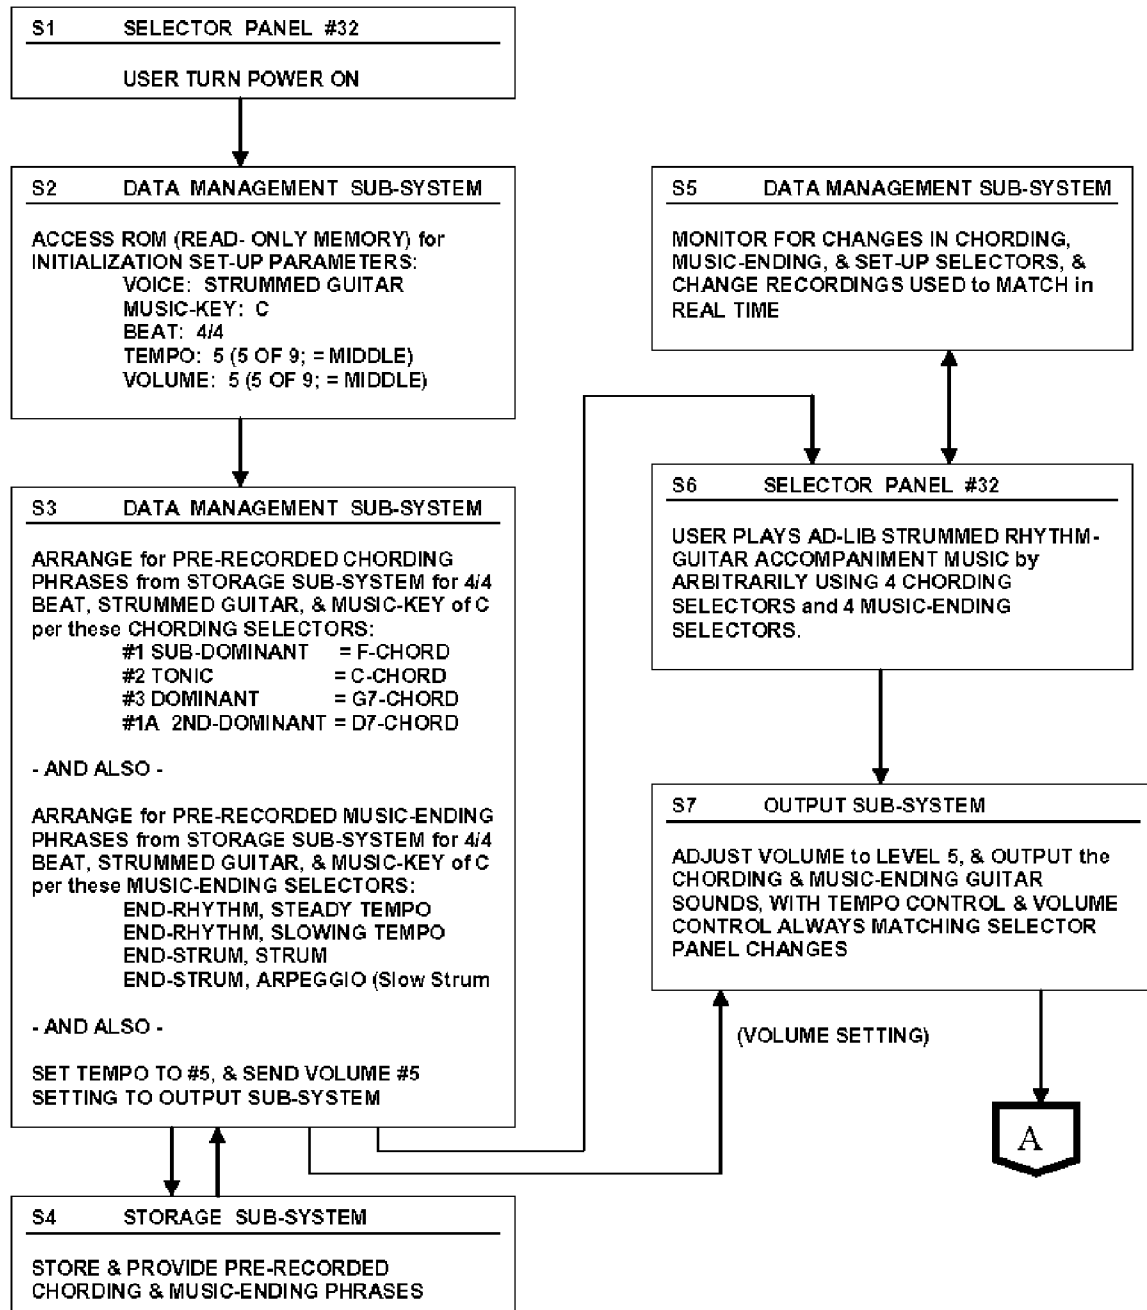 S1 SELECTOR PANEL #32
USER TURN POWER ON
S2 DATA MANAGEMENT SUB-SYSTEM
ACCESS ROM (READ- ONLY MEMORY) for
INITIALIZATION SET-UP PARAMETERS:
VOICE: STRUMMED GUITAR
MUSIC-KEY: C
BEAT: 4/4
TEMPO: 5 (5 OF 9; = MIDDLE)
VOLUME: 5 (5 OF 9; = MIDDLE)
S3 DATA MANAGEMENT SUB-SYSTEM
ARRANGE for PRE-RECORDED CHORDING
PHRASES from STORAGE SUB-SYSTEM for 4/4
BEAT, STRUMMED GUITAR, & MUSIC-KEY of C
per these CHORDING SELECTORS:
#1 SUB-DOMINANT = F-CHORD
#2 TONIC = C-CHORD
#3 DOMINANT = G7-CHORD
#1A 2ND-DOMINANT = D7-CHORD
- AND ALSO -
ARRANGE for PRE-RECORDED MUSIC-ENDING
PHRASES from STORAGE SUB-SYSTEM for 4/4
BEAT, STRUMMED GUITAR, & MUSIC-KEY of C
per these MUSIC-ENDING SELECTORS:
END-RHYTHM, STEADY TEMPO
END-RHYTHM, SLOWING TEMPO
END-STRUM, STRUM
END-STRUM, ARPEGGIO (Slow Strum
- AND ALSO -
SET TEMPO TO #5, & SEND VOLUME #5
SETTING TO OUTPUT SUB-SYSTEM
S4 STORAGE SUB-SYSTEM
STORE & PROVIDE PRE-RECORDED
CHORDING & MUSIC-ENDING PHRASES
S5 DATA MANAGEMENT SUB-SYSTEM
MONITOR FOR CHANGES IN CHORDING,
MUSIC-ENDING, & SET-UP SELECTORS, &
CHANGE RECORDINGS USED to MATCH in
REAL TIME
S6 SELECTOR PANEL #32
USER PLAYS AD-LIB STRUMMED RHYTHM-
GUITAR ACCOMPANIMENT MUSIC by
ARBITRARILY USING 4 CHORDING
SELECTORS and 4 MUSIC-ENDING
SELECTORS.
S7 OUTPUT SUB-SYSTEM
ADJUST VOLUME to LEVEL 5, & OUTPUT the
CHORDING & MUSIC-ENDING GUITAR
SOUNDS, WITH TEMPO CONTROL & VOLUME
CONTROL ALWAYS MATCHING SELECTOR
PANEL CHANGES
(VOLUME SETTING)
A